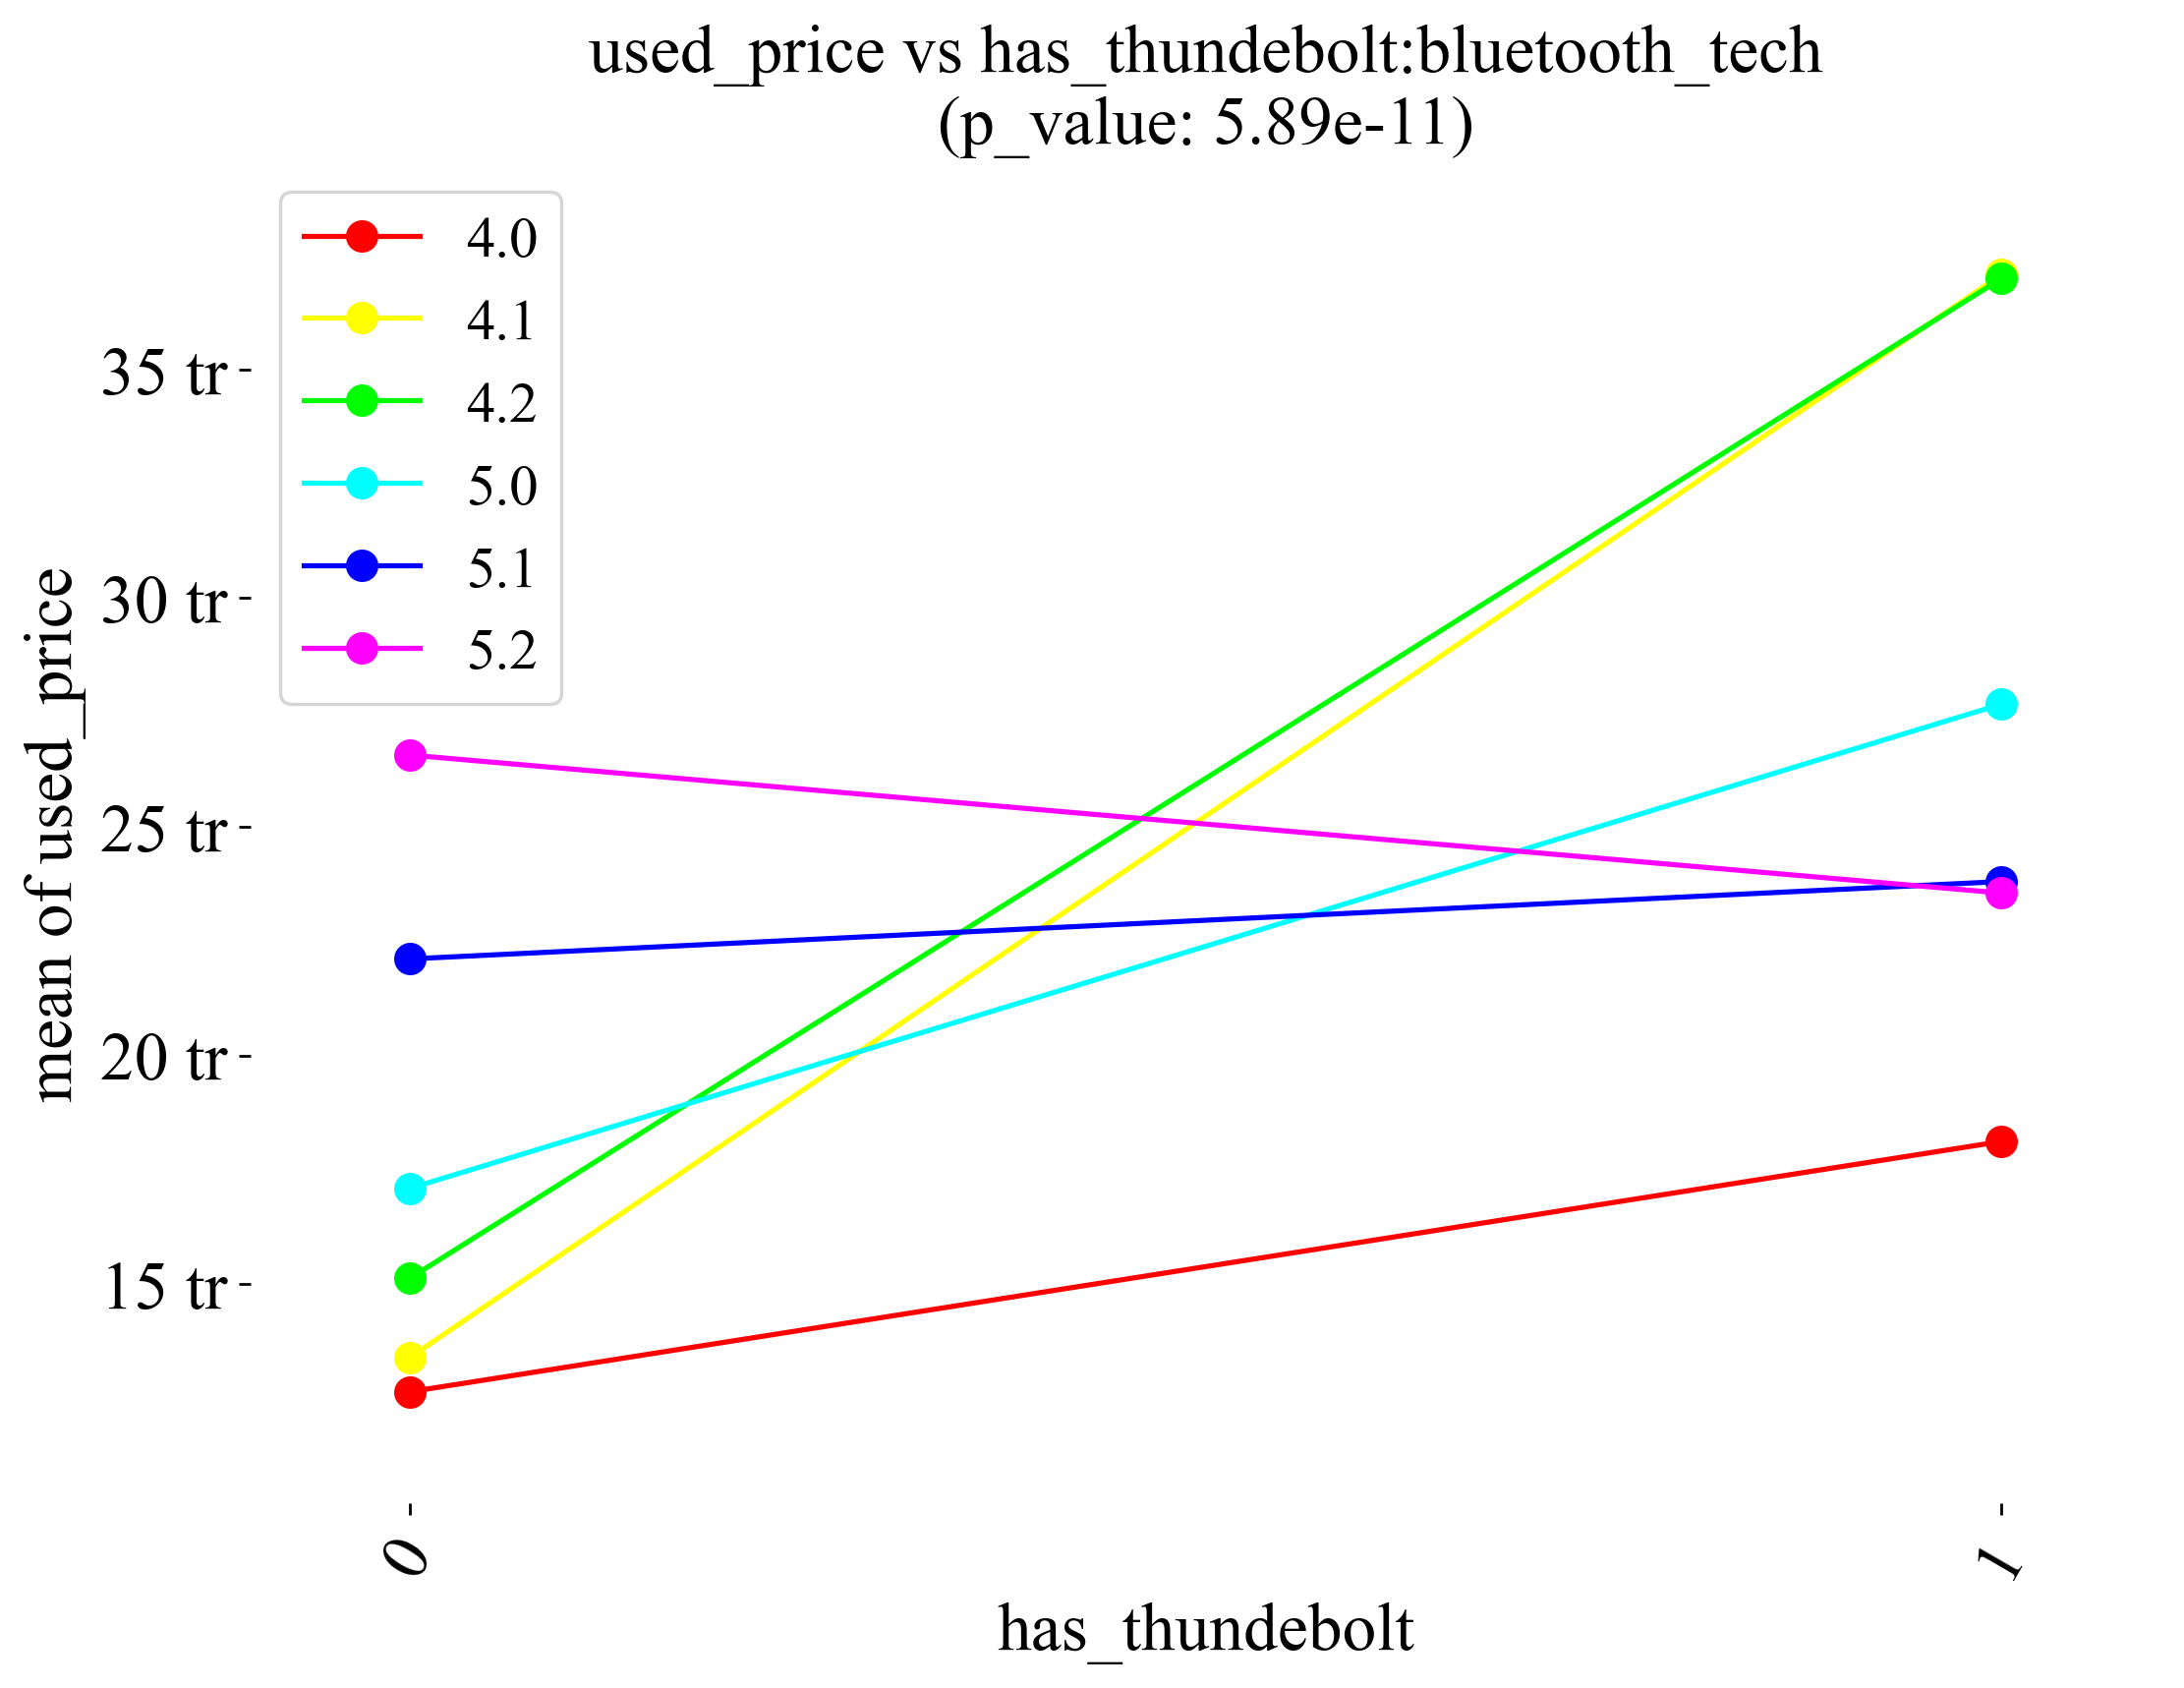 used_price vs has_thundebolt:bluetooth_tech
(p_value: 5.89e-11)
4.0
4.1
4.2
5.0
5.1
5.2
mean of used_price
35 tr
30 tr
25 tr
20 tr
15 tr
0
1
has_thundebolt